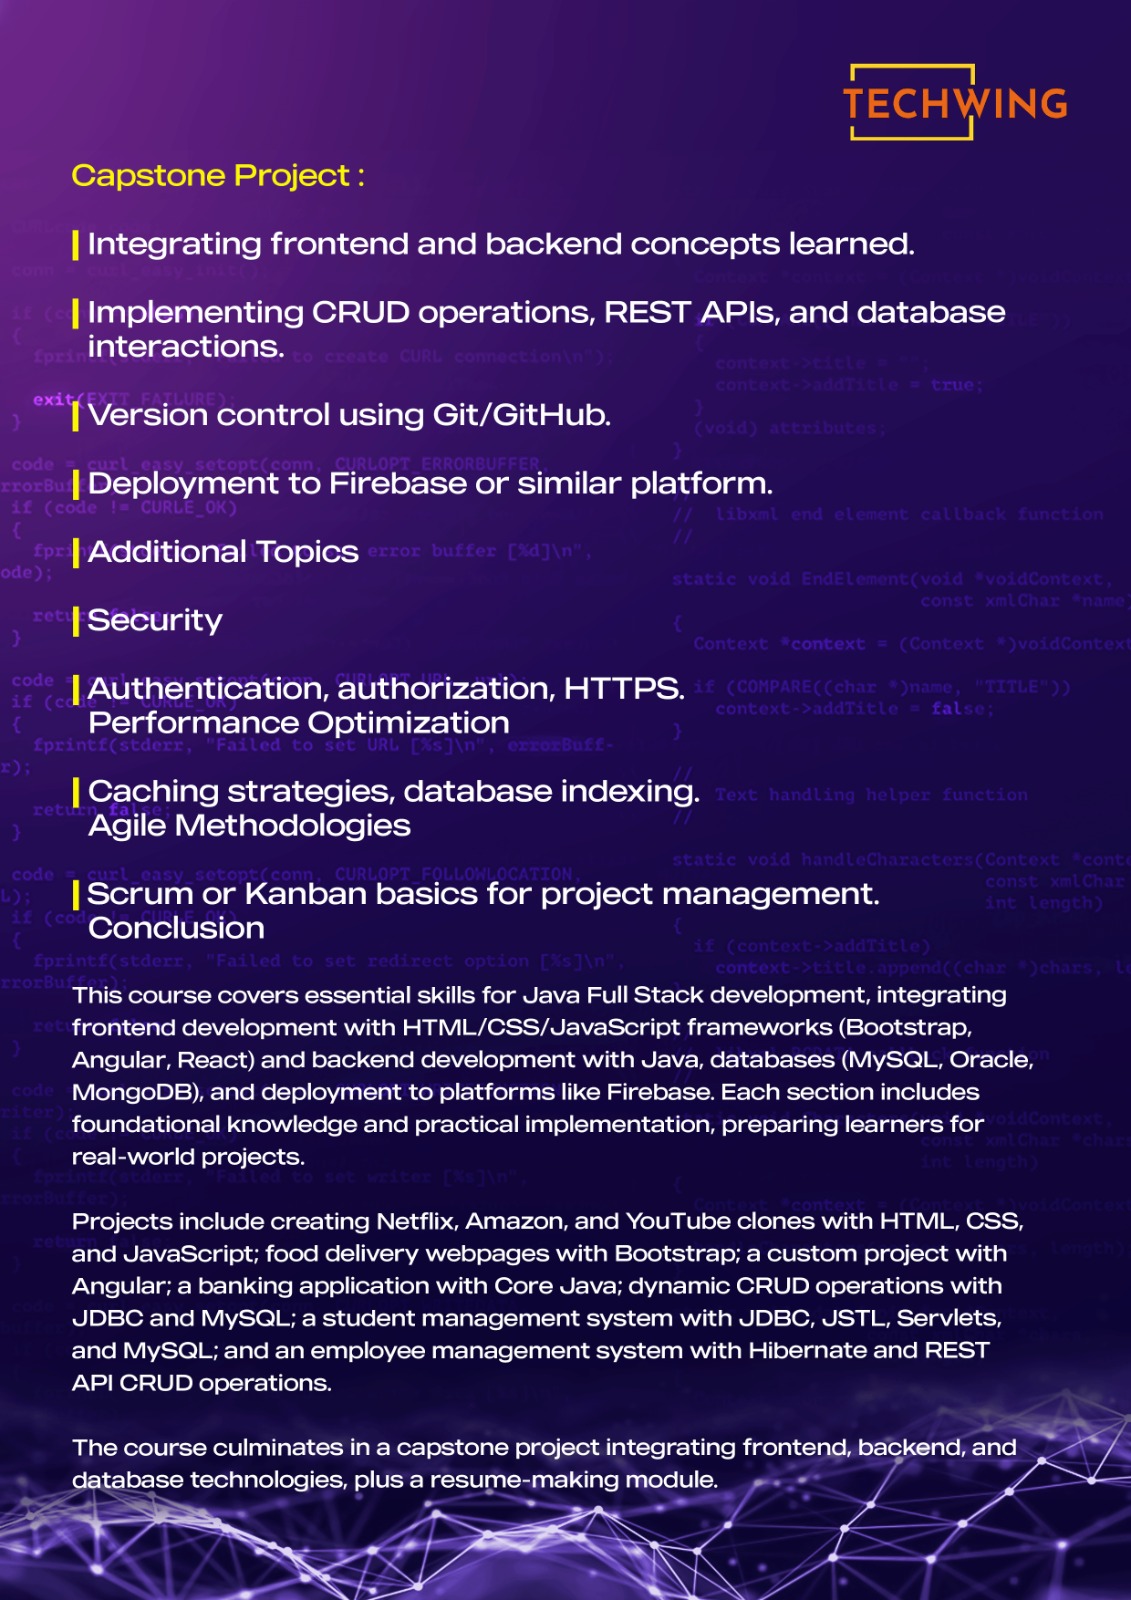 TECHWING
Capstone Project :
Integrating frontend and backend concepts learned.
Implementing CRUD operations, REST APIs, and database
interactions.
Version control using Git/GitHub.
Deployment to Firebase or similar platform.
Additional Topics
Security
Authentication, authorization, HTTPS.
Performance Optimization
Caching strategies, database indexing.
Agile Methodologies
Scrum or Kanban basics for project management.
Conclusion
This course covers essential skills for Java Full Stack development, integrating
frontend development with HTML/CSS/JavaScript frameworks (Bootstrap,
Angular, React) and backend development with Java, databases (MySQL, Oracle,
MongoDB), and deployment to platforms like Firebase. Each section includes
foundational knowledge and practical implementation, preparing learners for
real-world projects.
Projects include creating Netflix, Amazon, and YouTube clones with HTML, CSS,
and JavaScript; food delivery webpages with Bootstrap; a custom project with
Angular; a banking application with Core Java; dynamic CRUD operations with
JDBC and MySQL; a student management system with JDBC, JSTL, Servlets,
and MySQL; and an employee management system with Hibernate and REST
API CRUD operations.
The course culminates in a capstone project integrating frontend, backend, and
database technologies, plus a resume-making module.